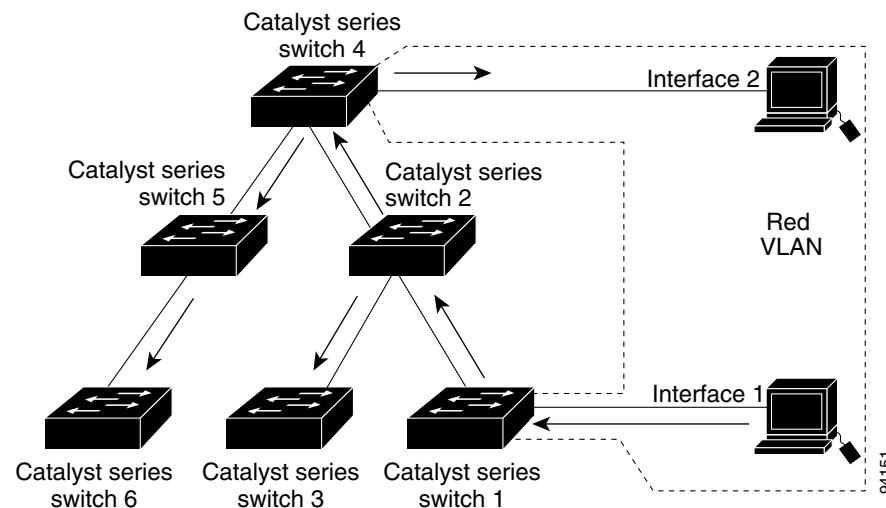 Catalyst series
switch 4
Interface 2
Catalyst series
switch 5
Catalyst series
switch 2
Red
VLAN
Interface 1
Catalyst series
switch 6
Catalyst series
switch 3
Catalyst series
switch 1
94151